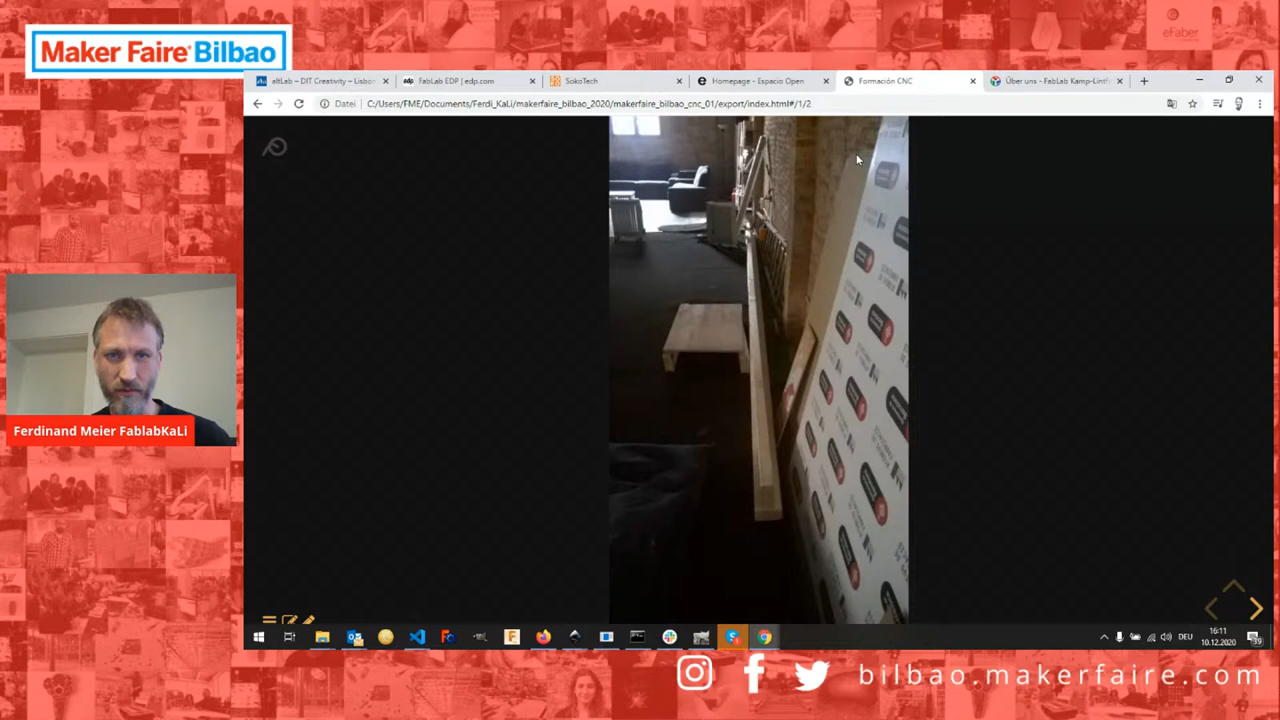 Maker Faire Bilbao
eFaber
altLab – DIT Creativity – Lisbo
FabLab EDP | edp.com
SokoTech
Homepage - Espacio Open
Formación CNC
Über uns - FabLab Kamp-Lintf
Datei
C:/Users/FME/Documents/Ferdi_KaLi/makerfaire_bilbao_2020/makerfaire_bilbao_cnc_01/export/index.html#/1/2
Ferdinand Meier FablabKaLi
DEU
16:11
10.12.2020
bilbao.makerfaire.com